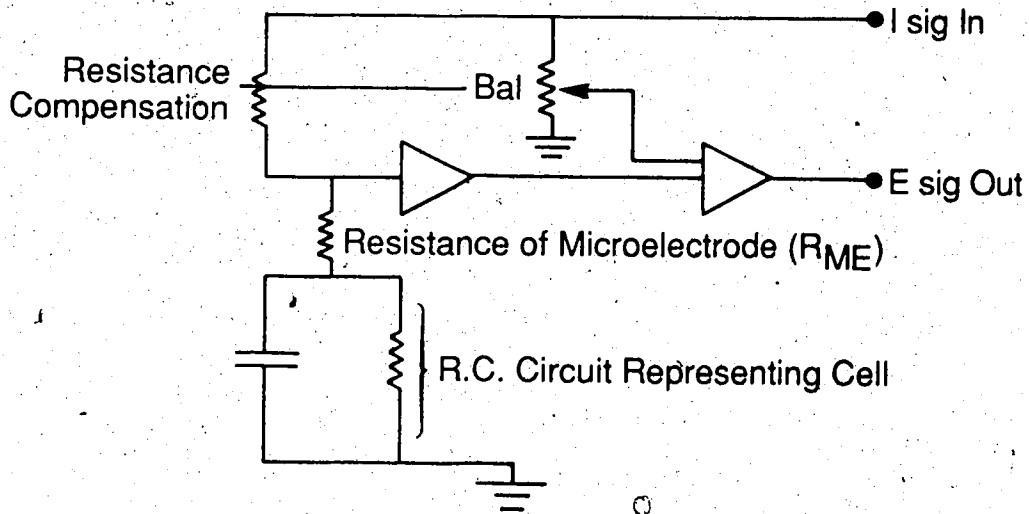 I sig In
Resistance
Compensation
Bal
E sig Out
Resistance of Microelectrode (RME)
R.C. Circuit Representing Cell